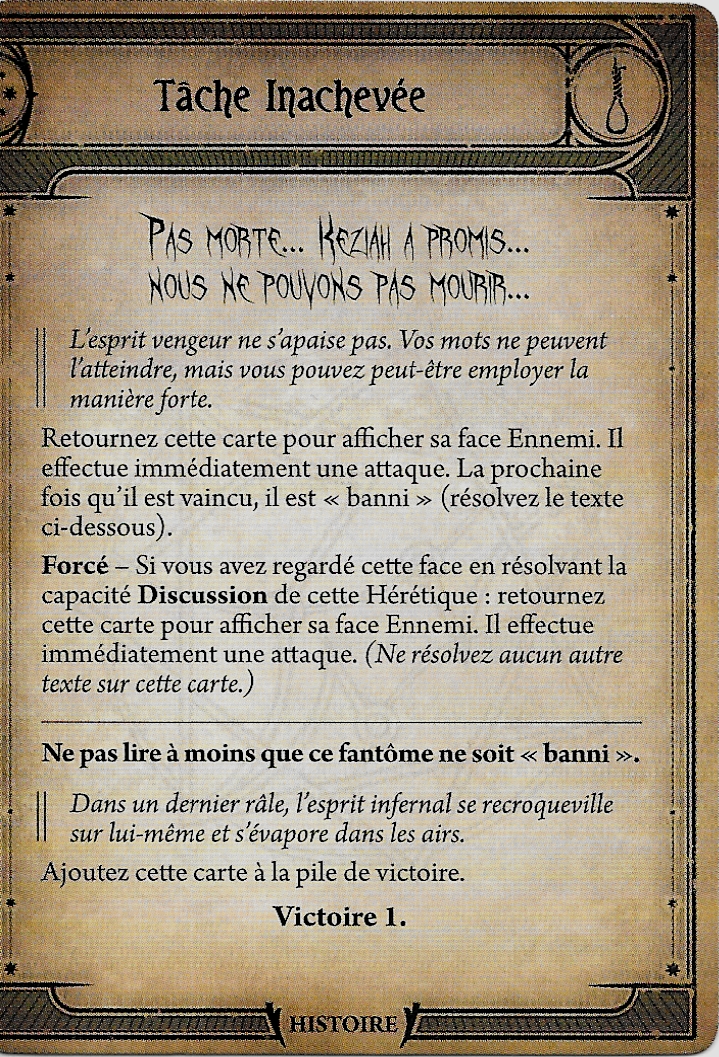 Tâche Inachevée
Pas morte... Keziah a promis...
nous ne pouvons pas mourir...
L'esprit vengeur ne s'apaise pas. Vos mots ne peuvent
l'atteindre, mais vous pouvez peut-être employer la
manière forte.
Retournez cette carte pour afficher sa face Ennemi. Il
effectue immédiatement une attaque. La prochaine
fois qu'il est vaincu, il est « banni » (résolvez le texte
ci-dessous).
Forcé – Si vous avez regardé cette face en résolvant la
capacité Discussion de cette Hérétique : retournez
cette carte pour afficher sa face Ennemi. Il effectue
immédiatement une attaque. (Ne résolvez aucun autre
texte sur cette carte.)
Ne pas lire à moins que ce fantôme ne soit « banni ».
Dans un dernier râle, l'esprit infernal se recroqueville
sur lui-même et s'évapore dans les airs.
Ajoutez cette carte à la pile de victoire.
Victoire 1.
HISTOIRE